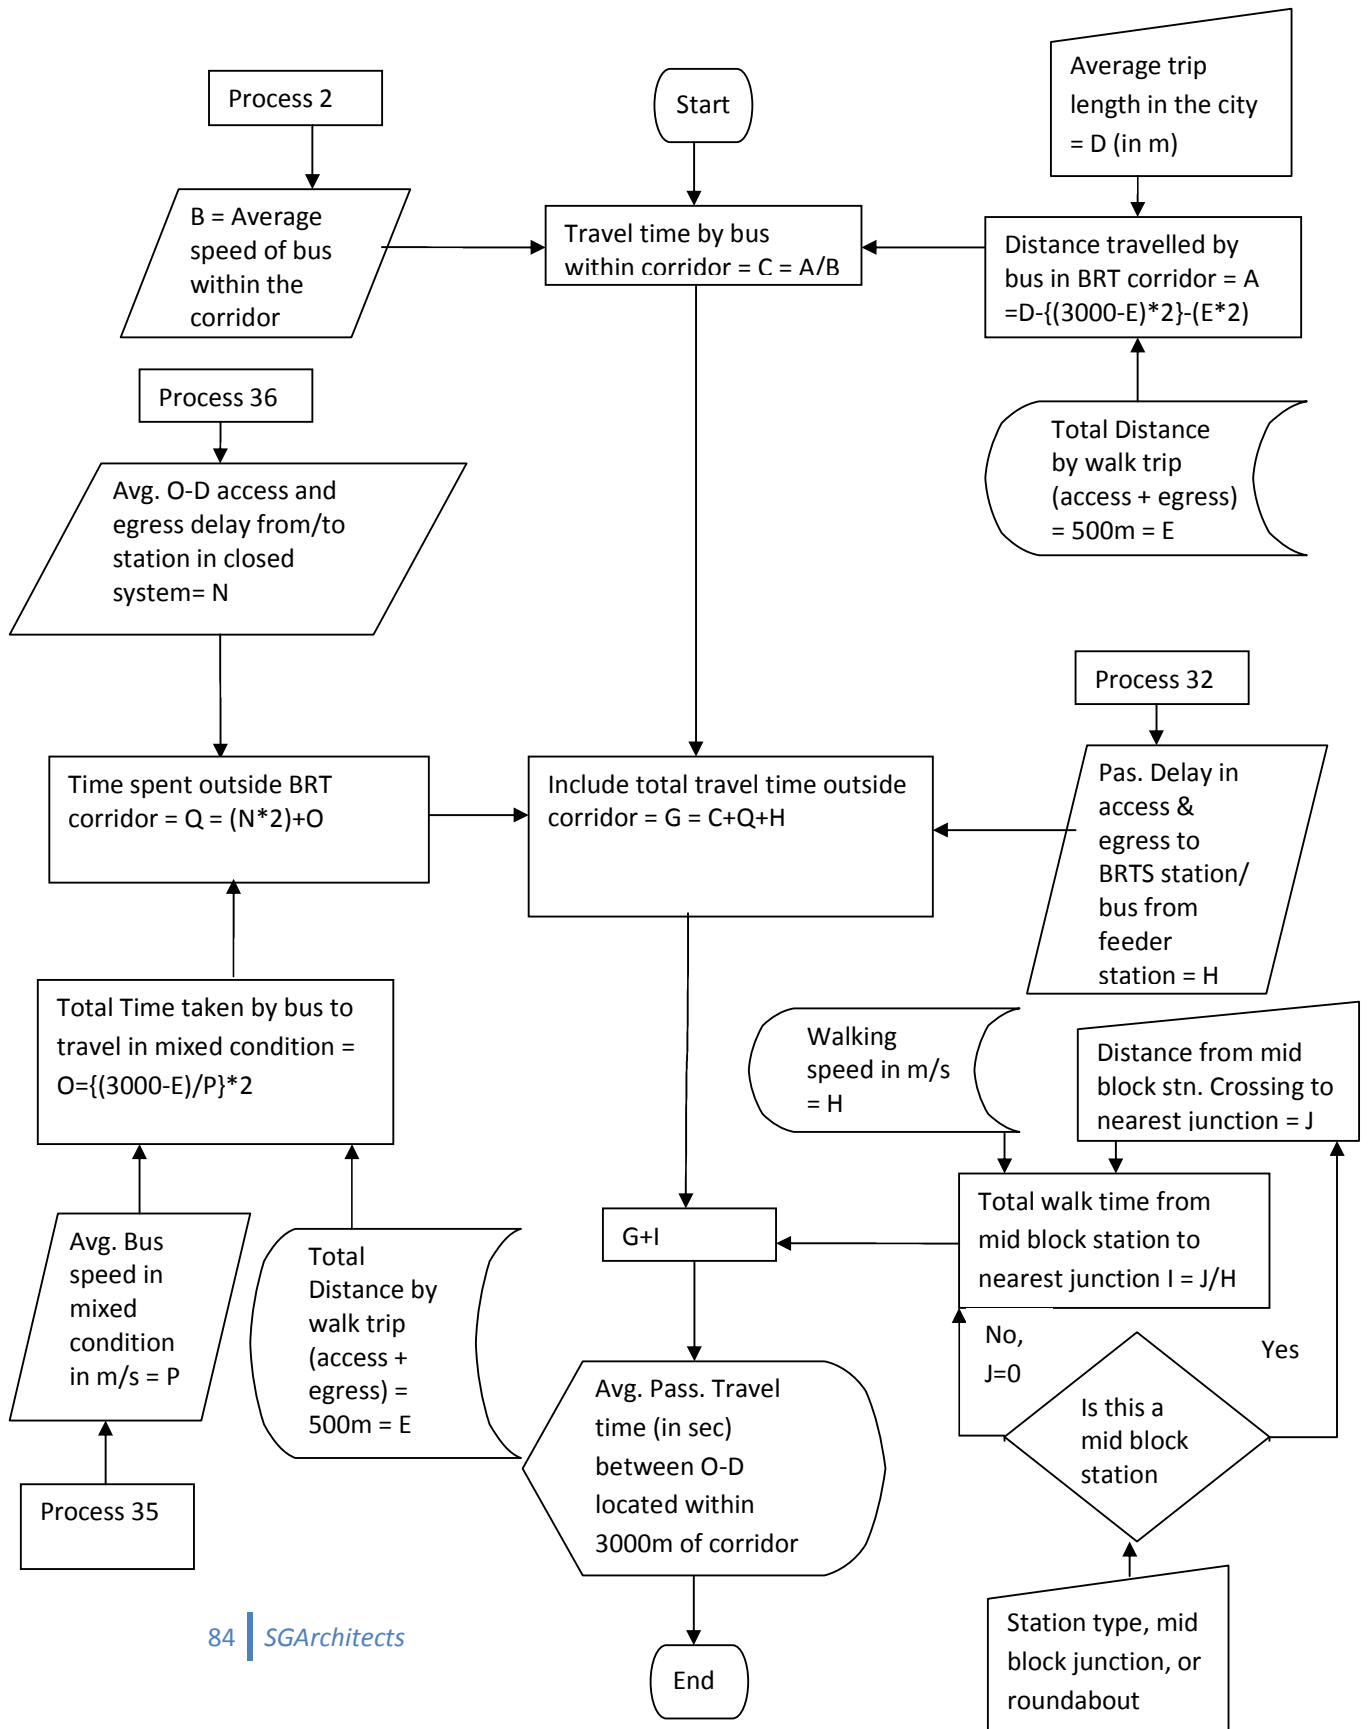 Process 2
Start
Average trip
length in the city
= D (in m)
B = Average
speed of bus
within the
corridor
Travel time by bus
within corridor = C = A/B
Distance travelled by
bus in BRT corridor = A
=D-{(3000-E)*2}-(E*2)
Process 36
Total Distance
by walk trip
(access + egress)
= 500m = E
Avg. O-D access and
egress delay from/to
station in closed
system= N
Process 32
Time spent outside BRT
corridor = Q = (N*2)+O
Include total travel time outside
corridor = G = C+Q+H
Pas. Delay in
access &
egress to
BRTS station/
bus from
feeder
station = H
Total Time taken by bus to
travel in mixed condition =
O={(3000-E)/P}*2
Walking
speed in m/s
= H
Distance from mid
block stn. Crossing to
nearest junction = J
Total walk time from
mid block station to
nearest junction I = J/H
G+I
Avg. Bus
speed in
mixed
condition
in m/s = P
Total
Distance by
walk trip
(access +
egress) =
500m = E
No,
J=0
Yes
Is this a
mid block
station
Avg. Pass. Travel
time (in sec)
between O-D
located within
3000m of corridor
Process 35
Station type, mid
block junction, or
roundabout
End
84 SGArchitects